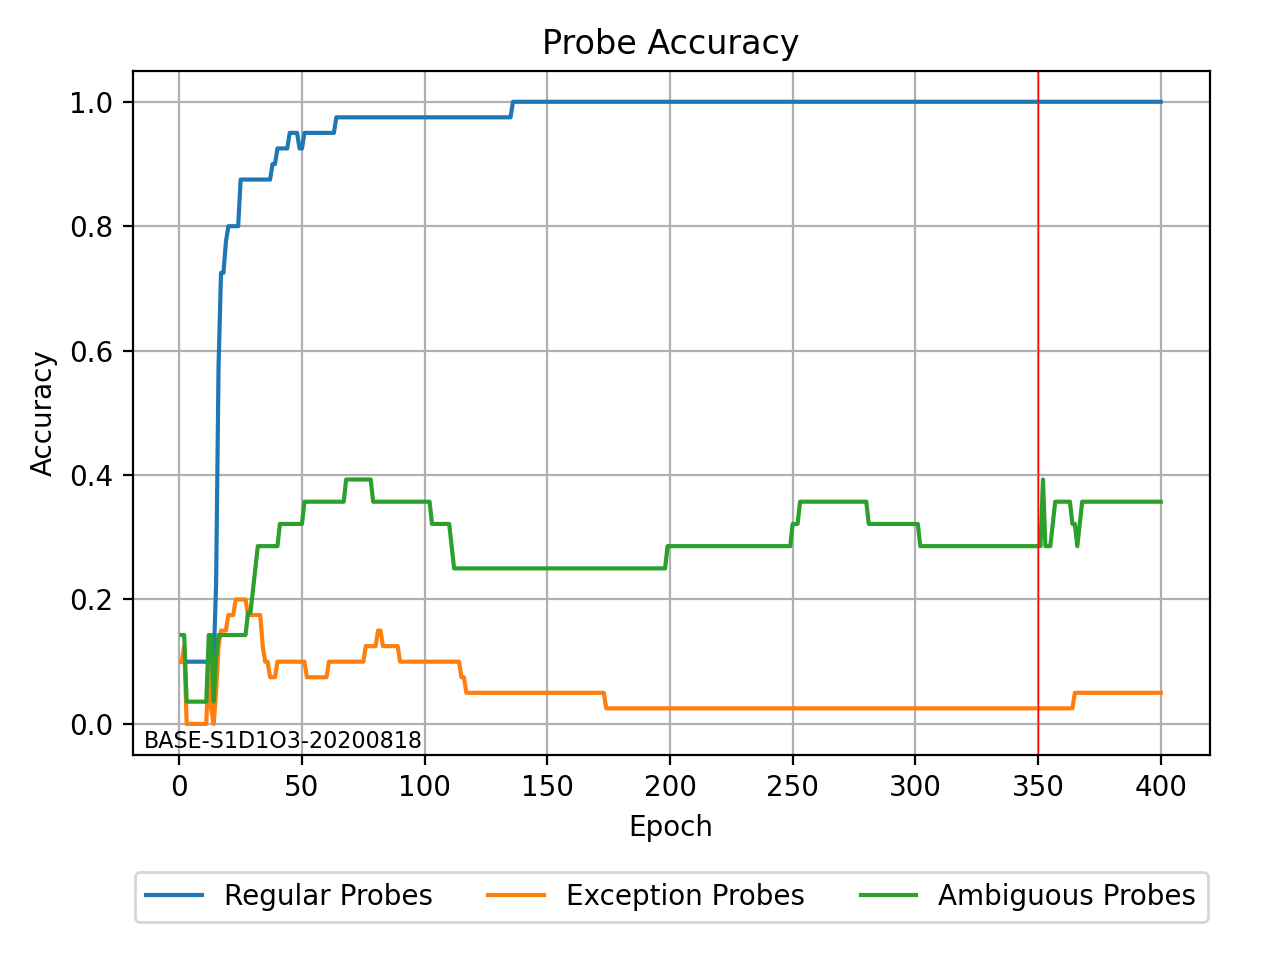 Probe Accuracy
1.0
0.8
0.6
0.4
0.2
0.0
Accuracy
BASE-S1D1O3-20200818
0 50 100 150 200 250 300 350 400
Epoch
Regular Probes Exception Probes Ambiguous Probes